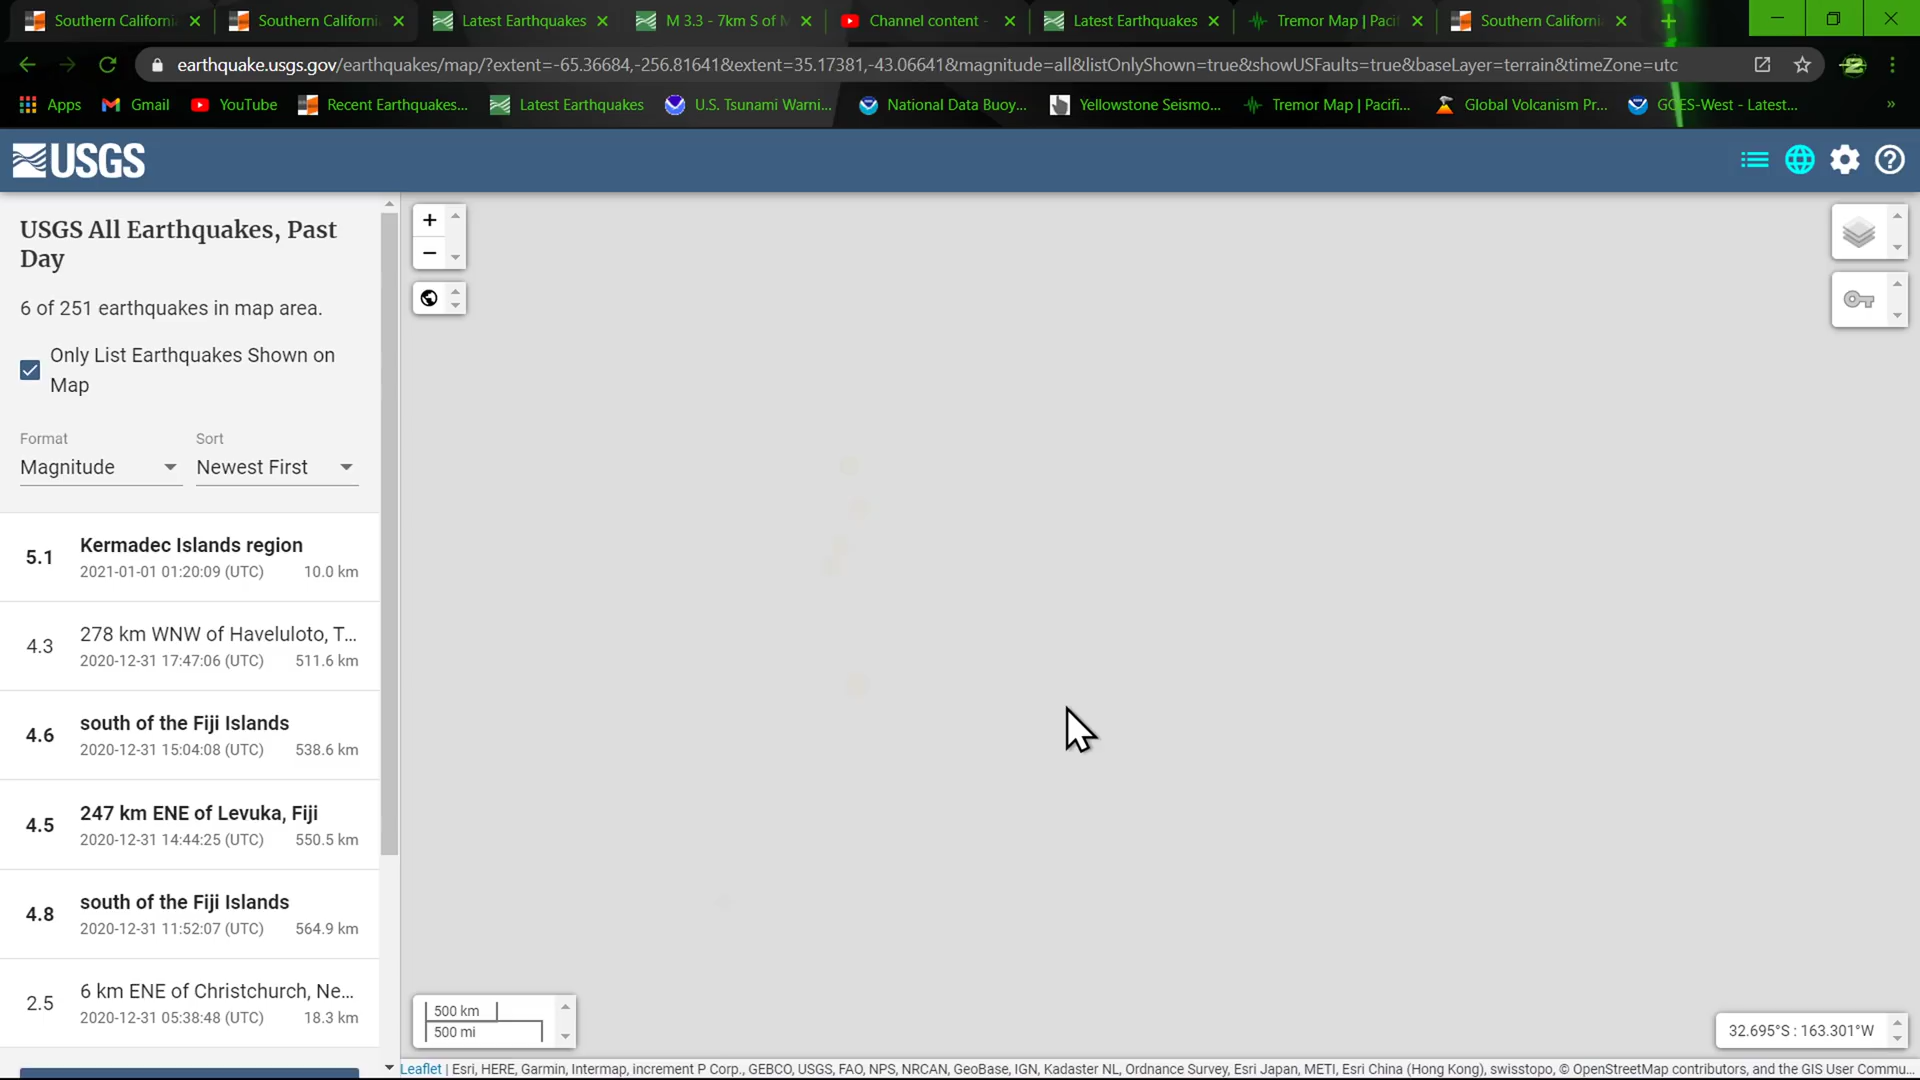 Southern Californi
Southern Californi
Latest Earthquakes
M 3.3 - 7km S of M
Channel content -
Latest Earthquakes
Tremor Map | Paci
Southern Californi
earthquake.usgs.gov/earthquakes/map/?extent=-65.36684,-256.81641&extent=35.17381,-43.06641&magnitude=all&listOnlyShown=true&showUSFaults=true&baseLayer=terrain&timeZone=utc
Apps
Gmail
YouTube
Recent Earthquakes...
Latest Earthquakes
U.S. Tsunami Warni...
National Data Buoy...
Yellowstone Seismo...
Tremor Map | Pacifi...
Global Volcanism Pr...
GOES-West - Latest...
»
USGS
USGS All Earthquakes, Past
Day
6 of 251 earthquakes in map area.
Only List Earthquakes Shown on
Map
Format
Sort
Magnitude
Newest First
5.1
Kermadec Islands region
2021-01-01 01:20:09 (UTC) 10.0 km
4.3
278 km WNW of Haveluloto, T...
2020-12-31 17:47:06 (UTC) 511.6 km
4.6
south of the Fiji Islands
2020-12-31 15:04:08 (UTC) 538.6 km
4.5
247 km ENE of Levuka, Fiji
2020-12-31 14:44:25 (UTC) 550.5 km
4.8
south of the Fiji Islands
2020-12-31 11:52:07 (UTC) 564.9 km
2.5
6 km ENE of Christchurch, Ne...
2020-12-31 05:38:48 (UTC) 18.3 km
+
−
500 km
500 mi
32.695°S : 163.301°W
Leaflet | Esri, HERE, Garmin, Intermap, increment P Corp., GEBCO, USGS, FAO, NPS, NRCAN, GeoBase, IGN, Kadaster NL, Ordnance Survey, Esri Japan, METI, Esri China (Hong Kong), swisstopo, © OpenStreetMap contributors, and the GIS User Commu...